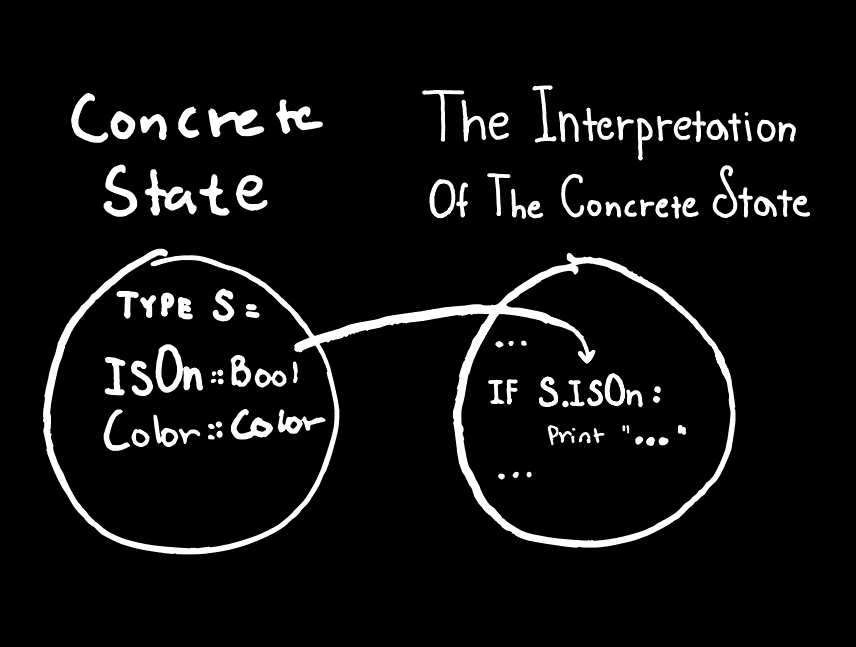 Concrete
State
The Interpretation
Of The Concrete State
TYPE S =
ISOn::Bool
Color::Color
...
IF S.ISOn:
Print "..."
...